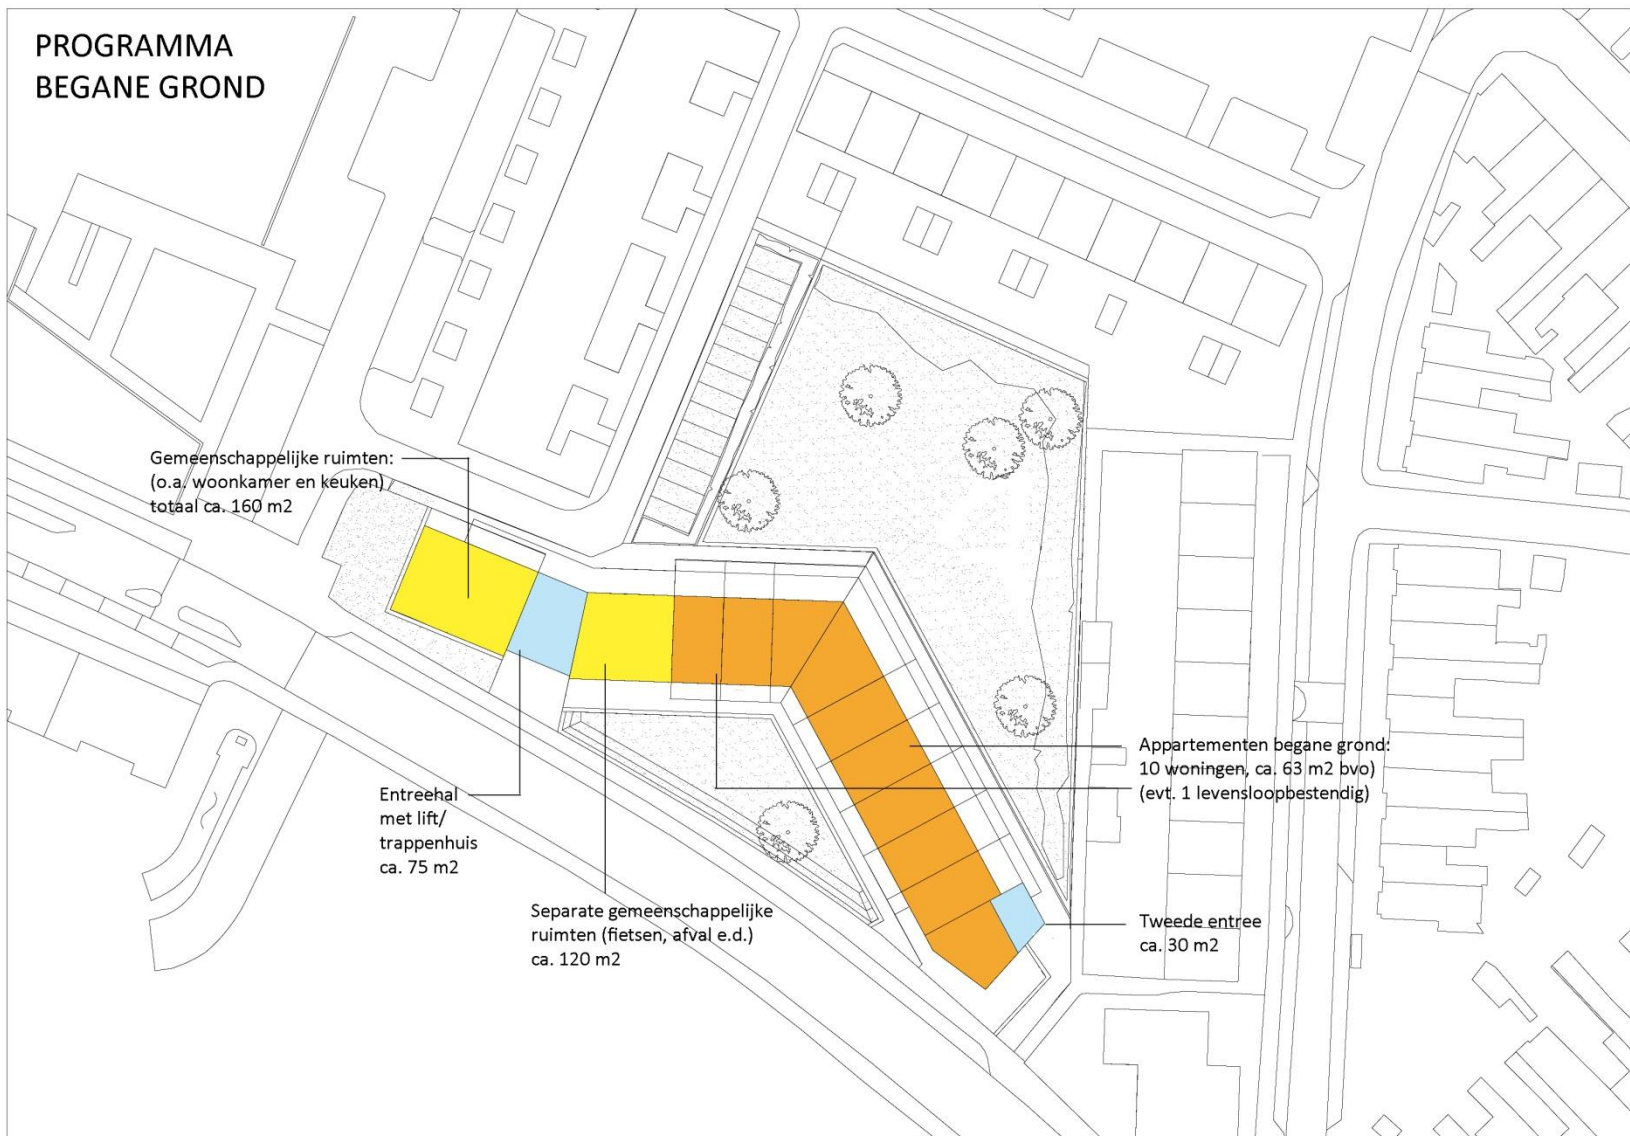 PROGRAMMA
BEGANE GROND
Gemeenschappelijke ruimten:
(o.a. woonkamer en keuken)
totaal ca. 160 m2
Appartementen begane grond:
10 woningen, ca. 63 m2 bvo)
(evt. 1 levensloopbestendig)
Entreehal
met lift/
trappenhuis
ca. 75 m2
Separate gemeenschappelijke
ruimten (fietsen, afval e.d.)
ca. 120 m2
Tweede entree
ca. 30 m2